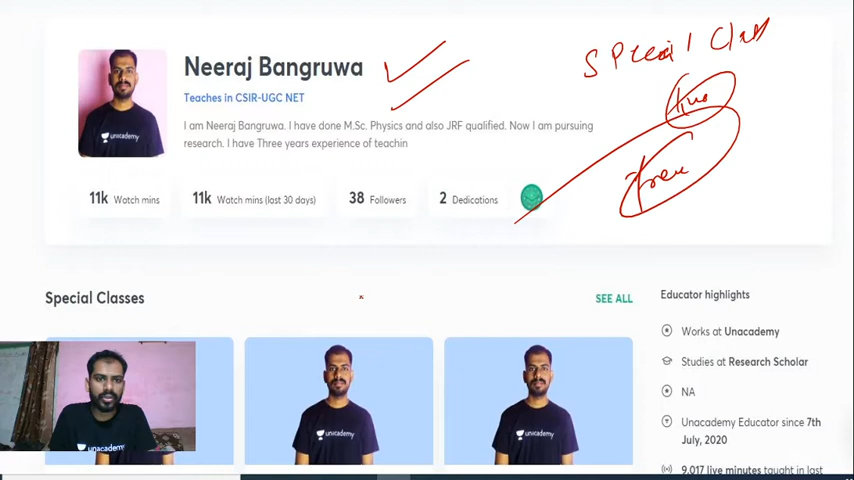 Special Class
Neeraj Bangruwa
Teaches in CSIR-UGC NET
live
I am Neeraj Bangruwa. I have done M.Sc. Physics and also JRF qualified. Now I am pursuing
research. I have Three years experience of teachin
free
unacademy
11k Watch mins
11k Watch mins (last 30 days)
38 Followers
2 Dedications
Special Classes
SEE ALL
Educator highlights
Works at Unacademy
Studies at Research Scholar
NA
Unacademy Educator since 7th
July, 2020
9,017 live minutes taught in last
unacademy
unacademy
unacademy